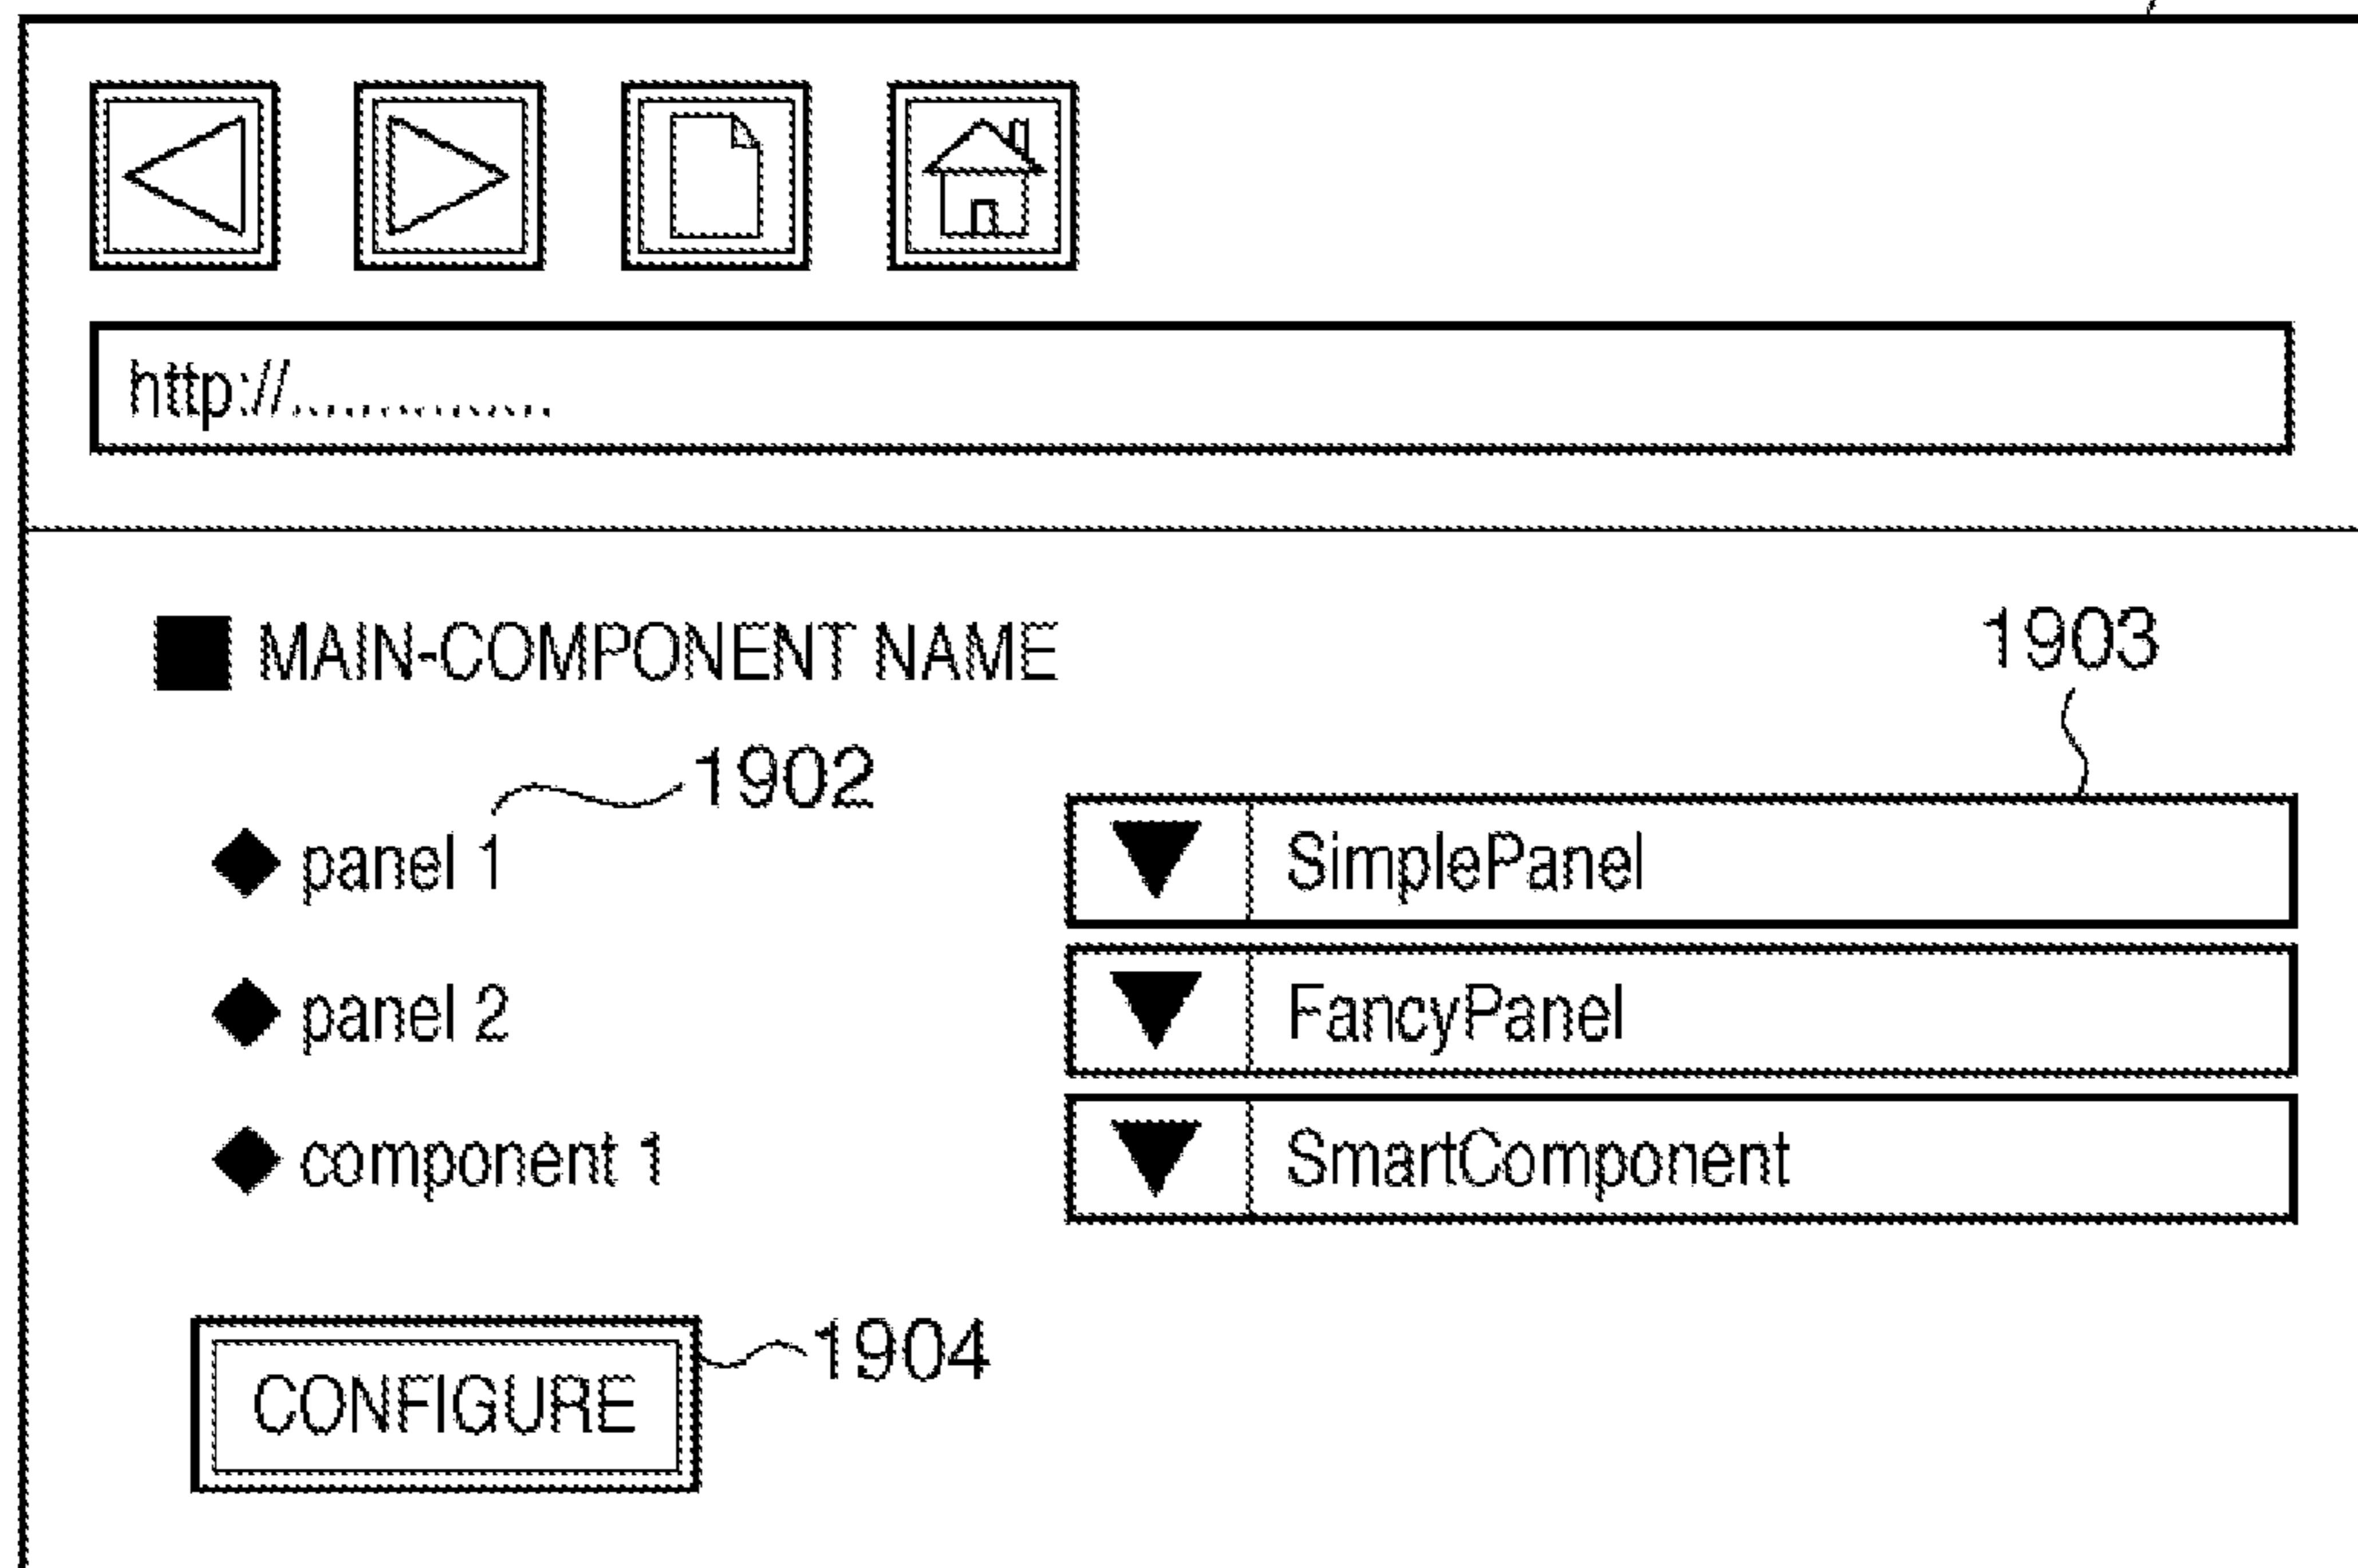 http://...............
MAIN-COMPONENT NAME
1903
1902
panel 1
SimplePanel
panel 2
FancyPanel
component 1
SmartComponent
1904
CONFIGURE